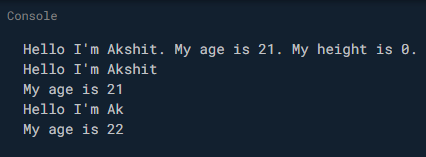 Console
Hello I'm Akshit. My age is 21. My height is 0.
Hello I'm Akshit
My age is 21
Hello I'm Ak
My age is 22